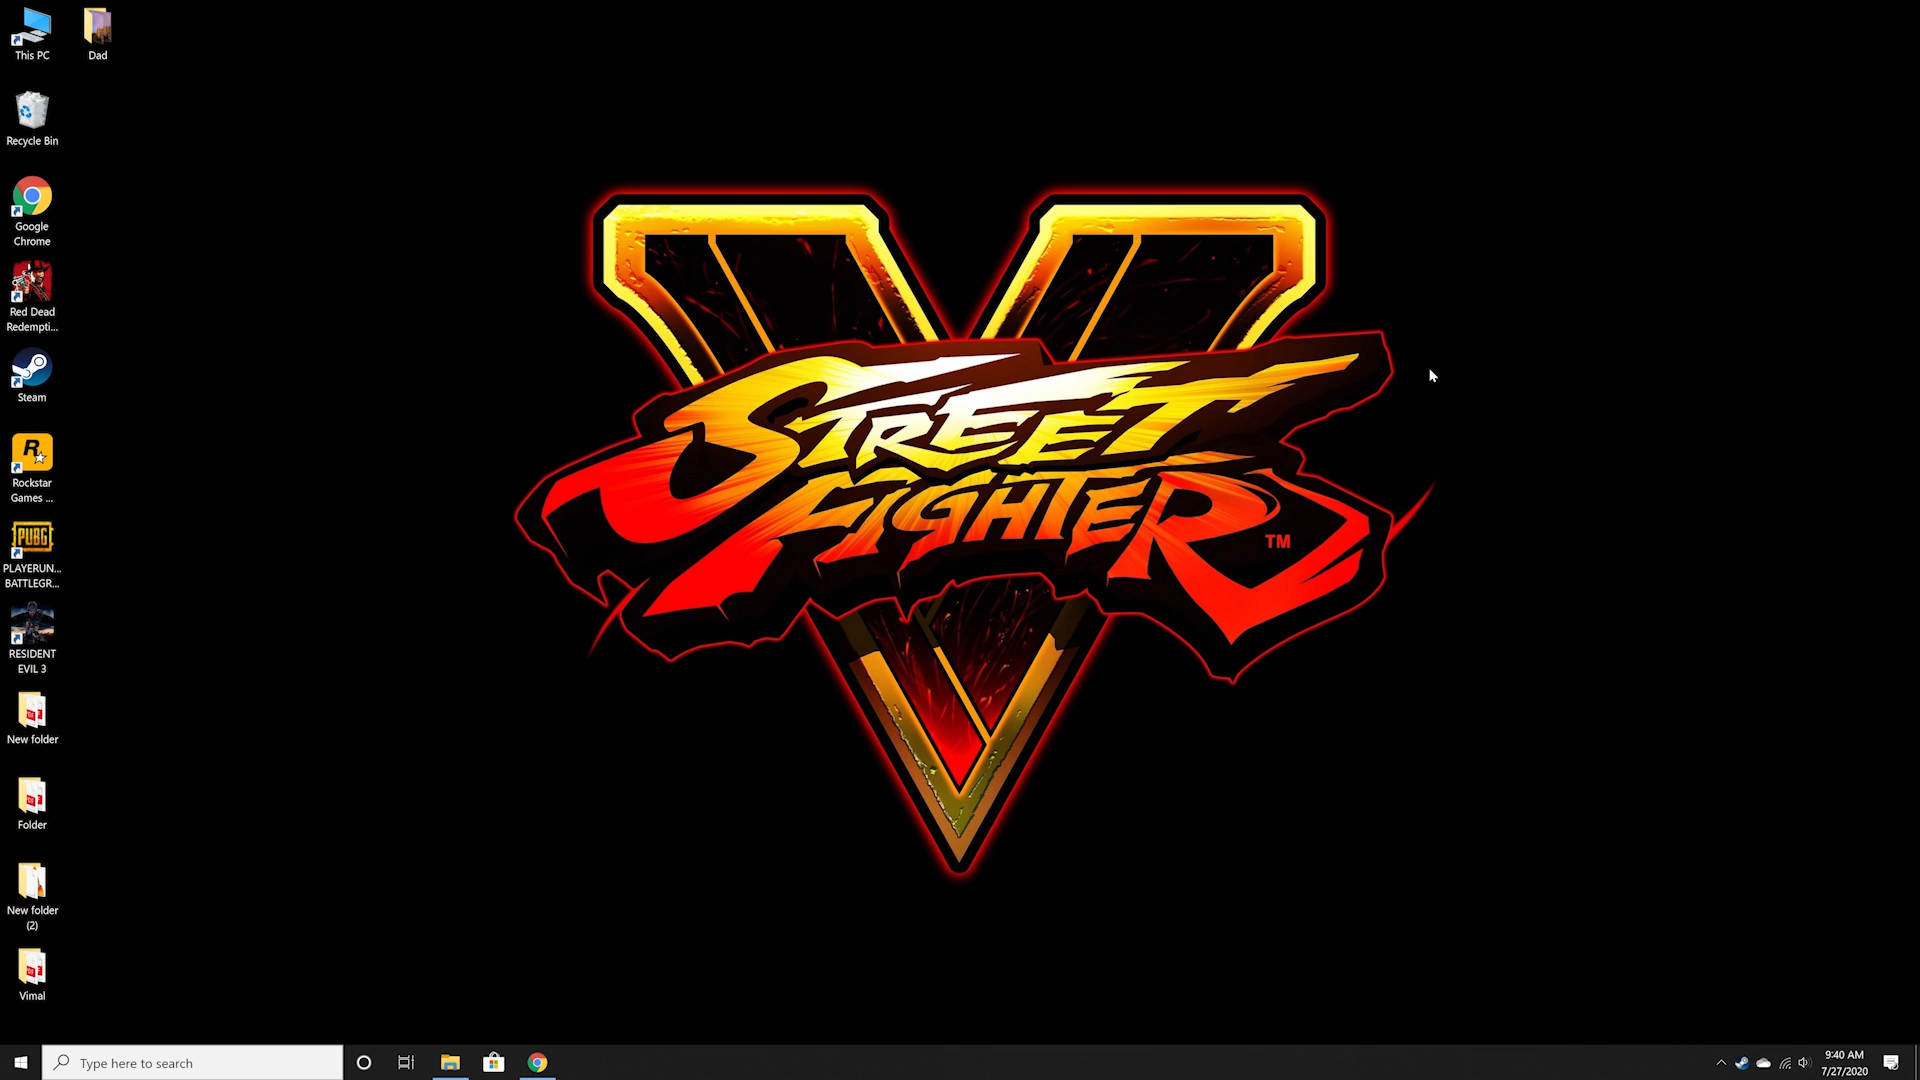 This PC
Dad
Recycle Bin
Google
Chrome
Red Dead
Redempti...
Steam
R
Rockstar
Games ...
PUBG
PLAYERUN...
BATTLEGR...
RESIDENT
EVIL 3
New folder
Folder
New folder
(2)
Vimal
V
STREET
FIGHTER
TM
Type here to search
9:40 AM
7/27/2020